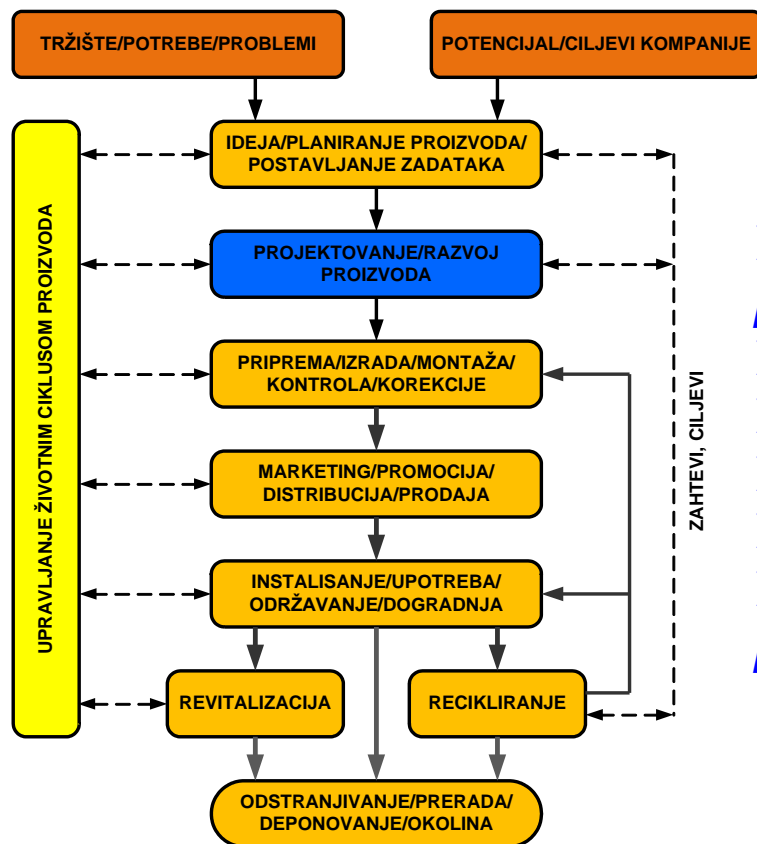 TRŽIŠTE/POTREBE/PROBLEMI
POTENCIJAL/CILJEVI KOMPANIJE
IDEJA/PLANIRANJE PROIZVODA/
POSTAVLJANJE ZADATAKA
PROJEKTOVANJE/RAZVOJ
PROIZVODA
PRIPREMA/IZRADA/MONTAŽA/
KONTROLA/KOREKCIJE
MARKETING/PROMOCIJA/
DISTRIBUCIJA/PRODAJA
INSTALISANJE/UPOTREBA/
ODRŽAVANJE/DOGRADNJA
REVITALIZACIJA
RECIKLIRANJE
ODSTRANJIVANJE/PRERADA/
DEPONOVANJE/OKOLINA
UPRAVLJANJE ŽIVOTNIM CIKLUSOM PROIZVODA
ZAHTEVI, CILJEVI